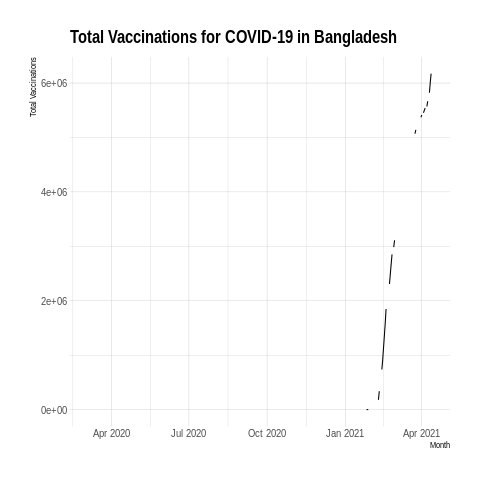 Total Vaccinations for COVID-19 in Bangladesh
Total Vaccinations
6e+06
4e+06
2e+06
0e+00
Apr 2020 Jul 2020 Oct 2020 Jan 2021 Apr 2021
Month